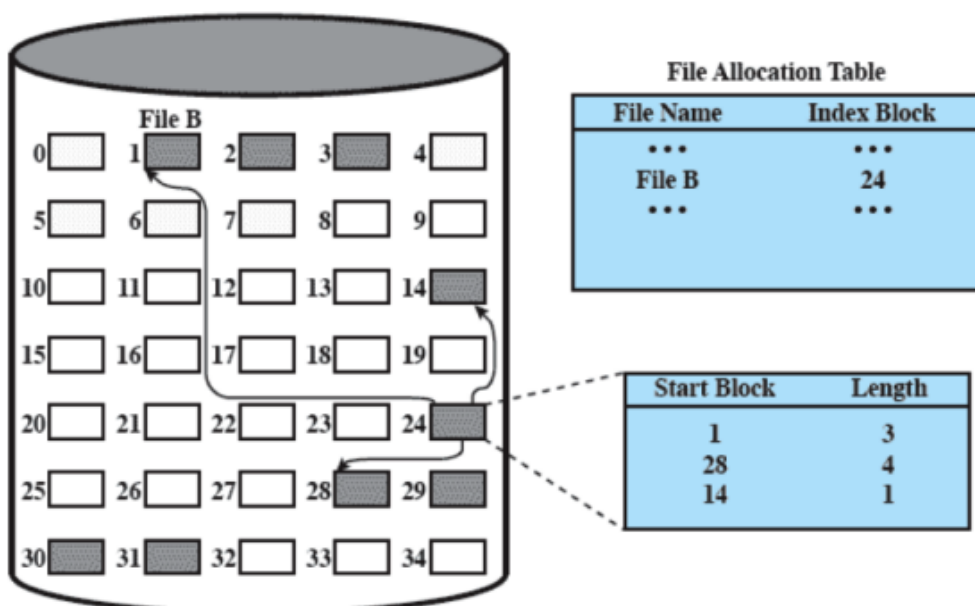 File B
0 1 2 3 4
5 6 7 8 9
10 11 12 13 14
15 16 17 18 19
20 21 22 23 24
25 26 27 28 29
30 31 32 33 34
File Allocation Table
File Name Index Block
••• •••
File B 24
••• •••
Start Block Length
1 3
28 4
14 1